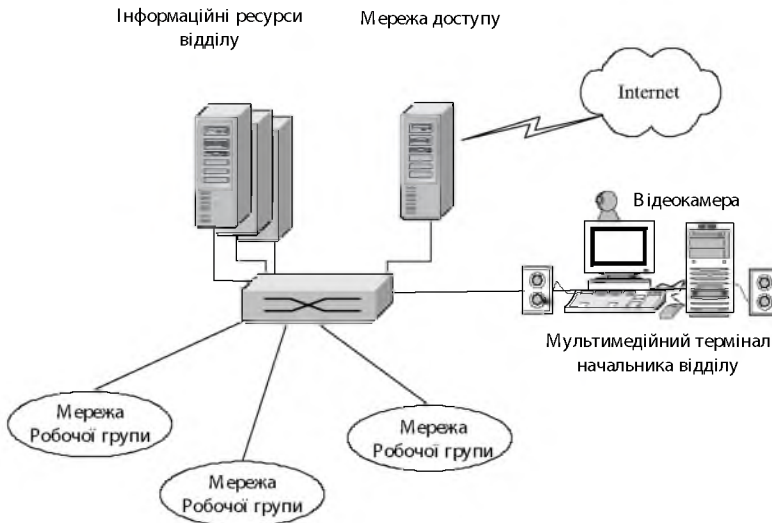 Інформаційні ресурси
відділу
Мережа доступу
Internet
Відеокамера
Мультимедійний термінал
начальника відділу
Мережа
Робочої групи
Мережа
Робочої групи
Мережа
Робочої групи